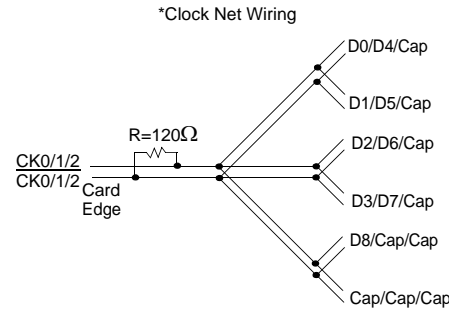 *Clock Net Wiring
D0/D4/Cap
D1/D5/Cap
R=120Ω
D2/D6/Cap
CK0/1/2
CK0/1/2
Card
Edge
D3/D7/Cap
D8/Cap/Cap
Cap/Cap/Cap